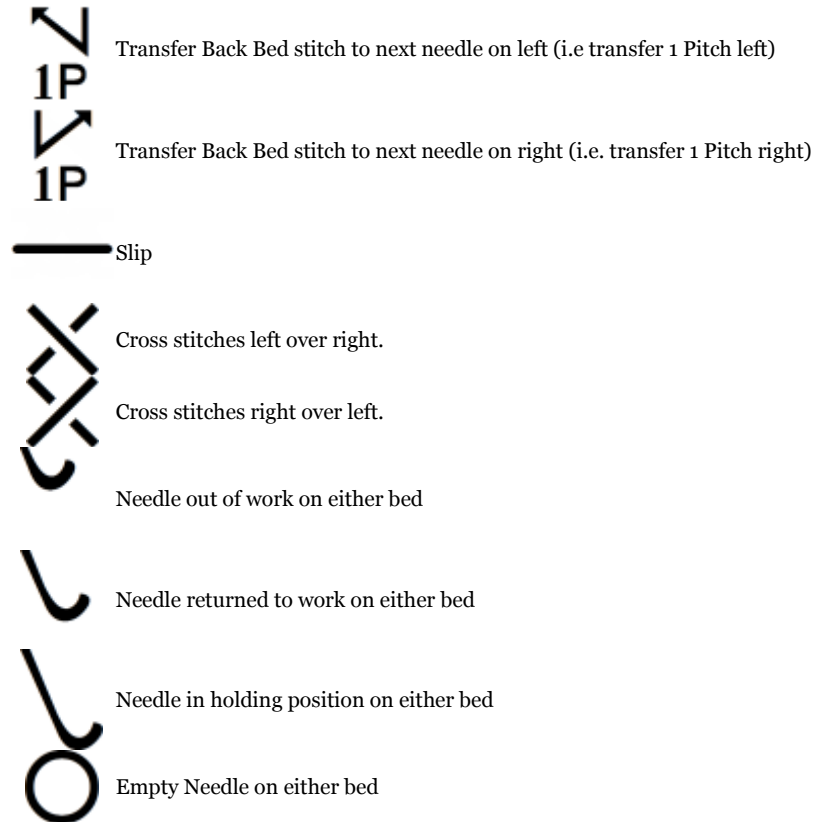 Transfer Back Bed stitch to next needle on left (i.e transfer 1 Pitch left)
1P
Transfer Back Bed stitch to next needle on right (i.e. transfer 1 Pitch right)
1P
Slip
Cross stitches left over right.
Cross stitches right over left.
Needle out of work on either bed
Needle returned to work on either bed
Needle in holding position on either bed
Empty Needle on either bed